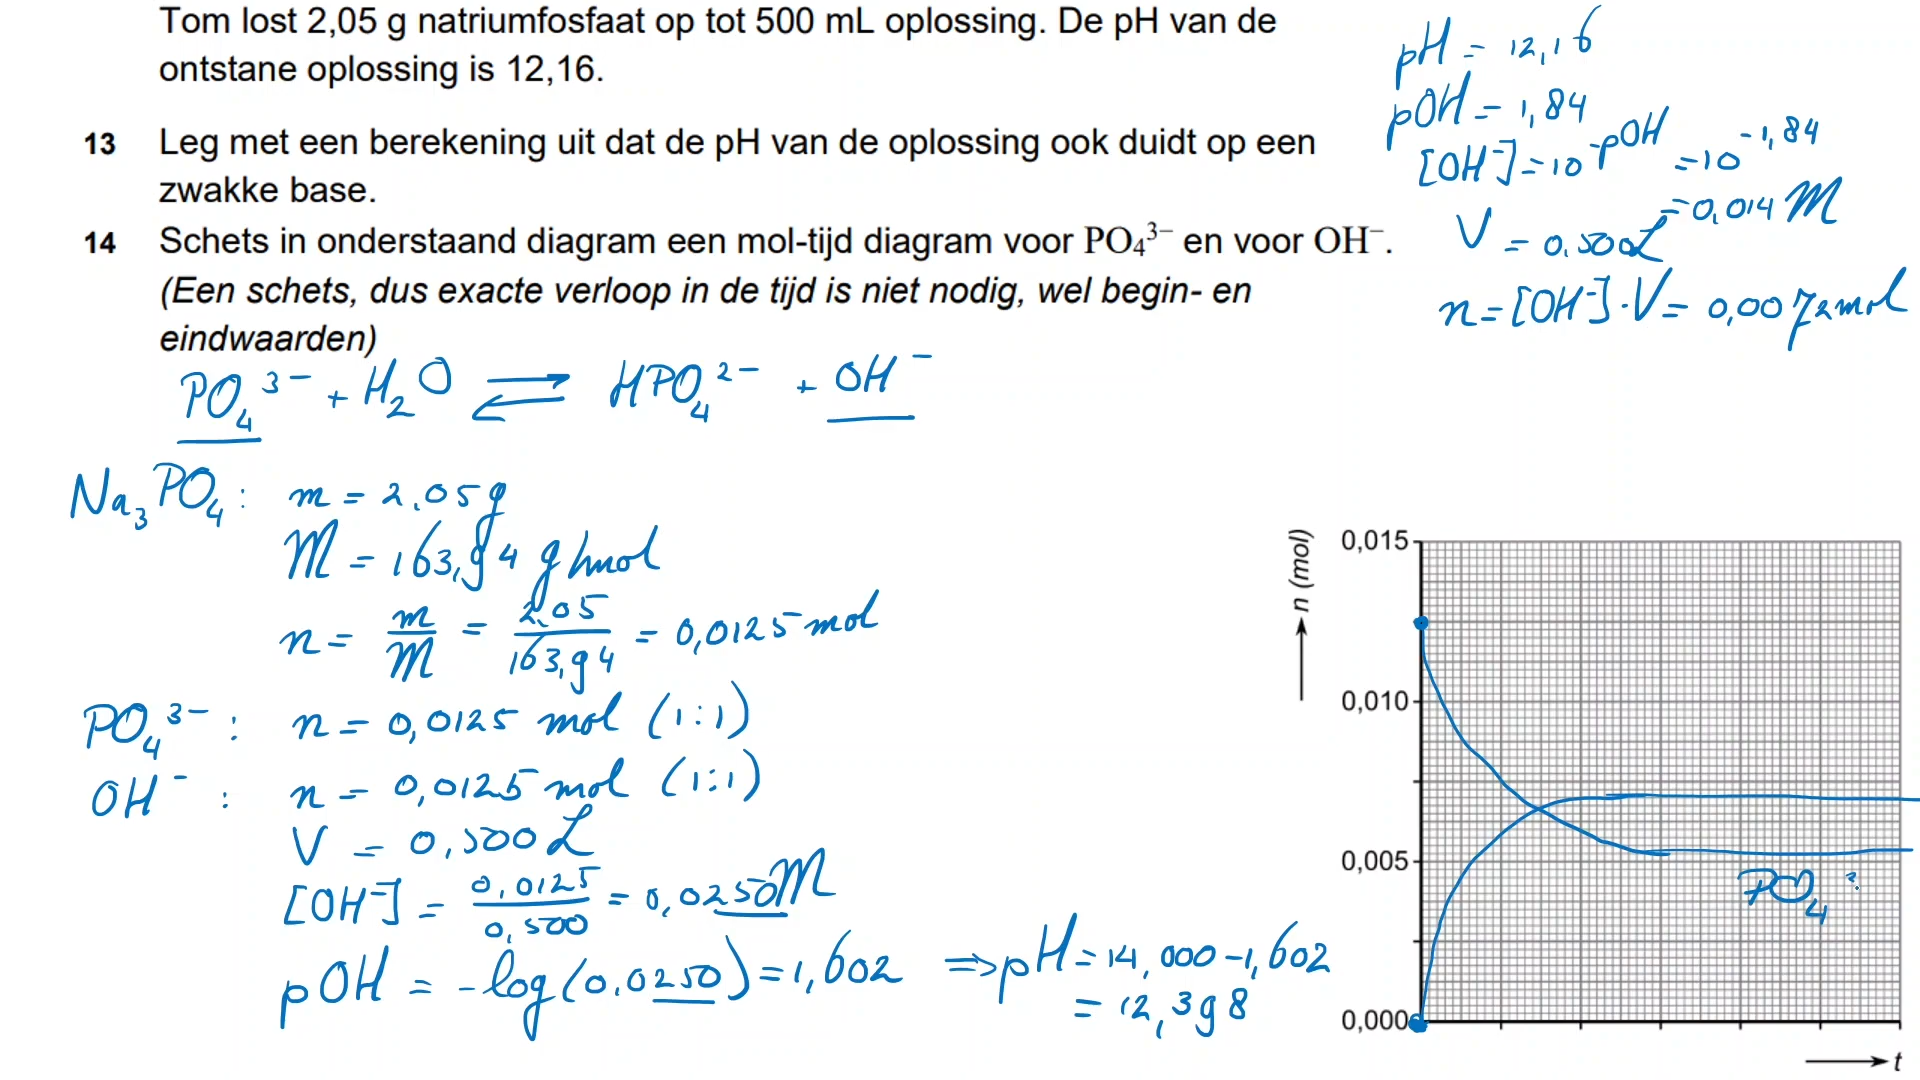 Tom lost 2,05 g natriumfosfaat op tot 500 mL oplossing. De pH van de
ontstane oplossing is 12,16.
13 Leg met een berekening uit dat de pH van de oplossing ook duidt op een
zwakke base.
14 Schets in onderstaand diagram een mol-tijd diagram voor PO₄³⁻ en voor OH⁻.
(Een schets, dus exacte verloop in de tijd is niet nodig, wel begin- en
eindwaarden)
pH = 12,16
pOH = 1,84
[OH⁻] = 10^-pOH = 10^-1,84
= 0,014 M
V = 0,500 L
n = [OH⁻] · V = 0,0072 mol
PO₄³⁻ + H₂O ⇌ HPO₄²⁻ + OH⁻
Na₃PO₄ : m = 2,05 g
M = 163,94 g/mol
n = m/M = 2,05/163,94 = 0,0125 mol
PO₄³⁻ : n = 0,0125 mol (1:1)
OH⁻ : n = 0,0125 mol (1:1)
V = 0,500 L
[OH⁻] = 0,0125/0,500 = 0,0250 M
pOH = -log(0,0250) = 1,602 ⇒ pH = 14,000 - 1,602
= 12,398
n (mol)
0,015
0,010
0,005
0,000
PO₄³
t